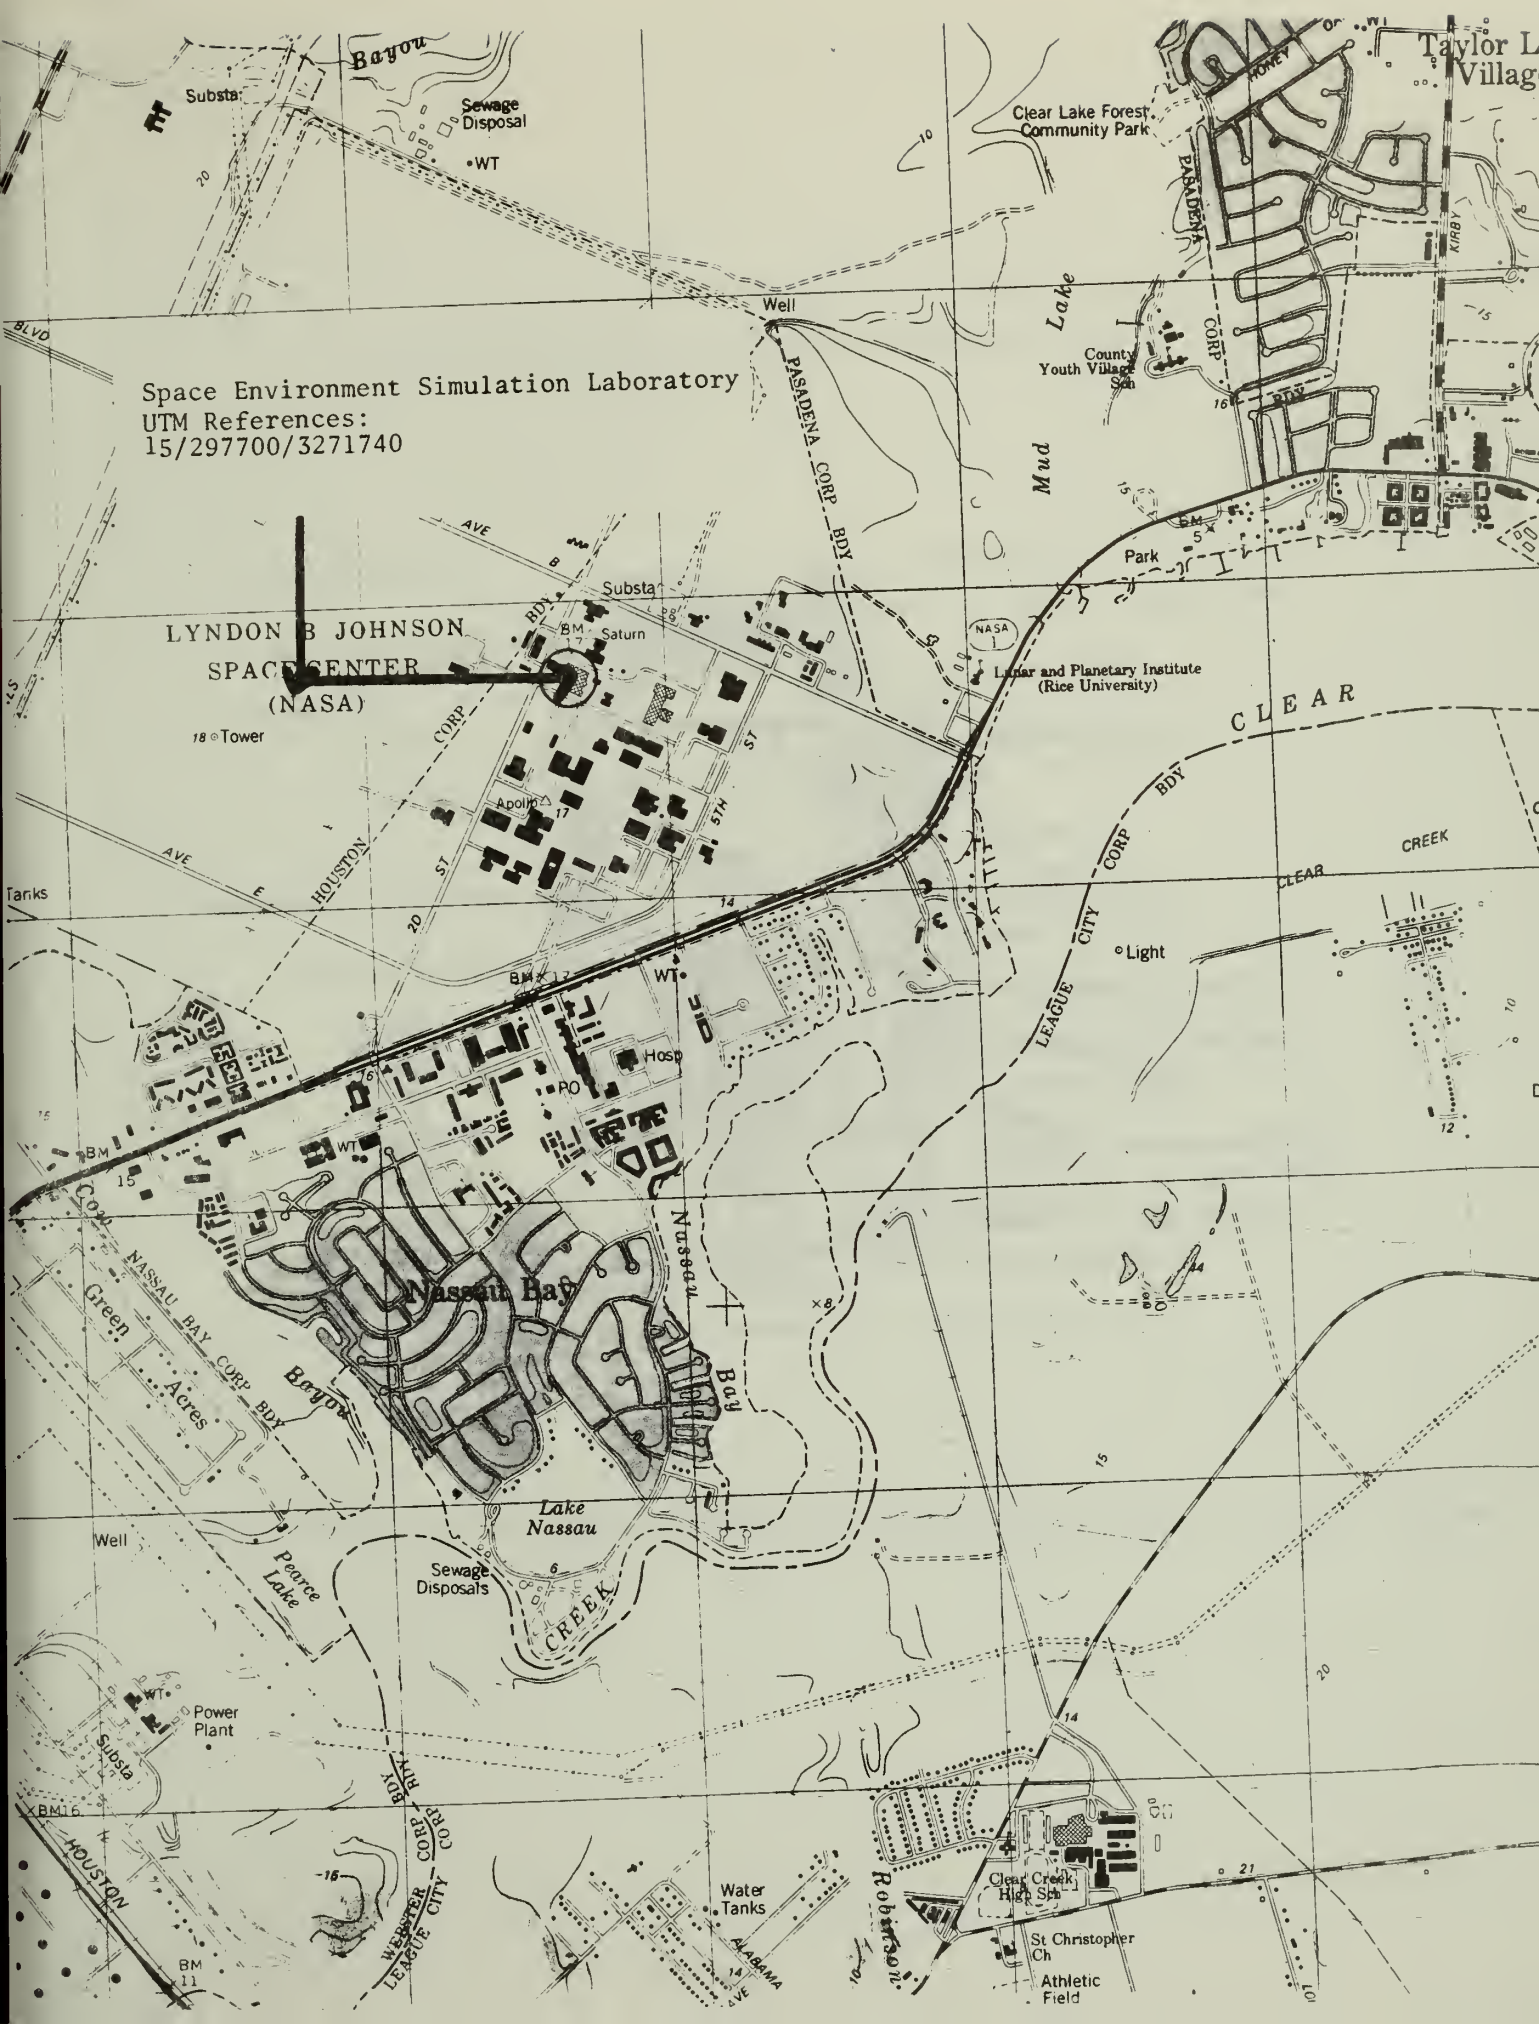 Bayou
Substa
Sewage
Disposal
WT
20
10
Clear Lake Forest
Community Park
HONEY
WT
Taylor L
Villag
PASADENA
CORP
BDY
KIRBY
15
BLVD
Well
Lake
Mud
County
Youth Village
Sch
16
Space Environment Simulation Laboratory
UTM References:
15/297700/3271740
PASADENA CORP BDY
15
BM
5
Park
AVE B
BDY
Substa
BM
17
Saturn
LYNDON B JOHNSON
SPACE CENTER
(NASA)
18 Tower
CORP
HOUSTON
NASA
1
Lunar and Planetary Institute
(Rice University)
CLEAR
BDY
CORP
CITY
LEAGUE
ST
5TH
Apollo
17
AVE E
ST
2D
Tanks
14
CLEAR
CREEK
Light
BM 17
WT
Hosp
PO
16
WT
15
BM
15
10
12
Cow
NASSAU BAY CORP BDY
Green
Acres
Bayou
Nassau Bay
Nassau
Bay
8
44
15
Lake
Nassau
Well
Pearce
Lake
Sewage
Disposals
6
CREEK
WT
Power
Plant
Substa
BM16
HOUSTON
BM
11
20
14
CORP BDY
CORP BDY
WEBSTER
LEAGUE CITY
16
Water
Tanks
14
ALABAMA
AVE
Robinson
10
Clear Creek
High Sch
21
St Christopher
Ch
Athletic
Field